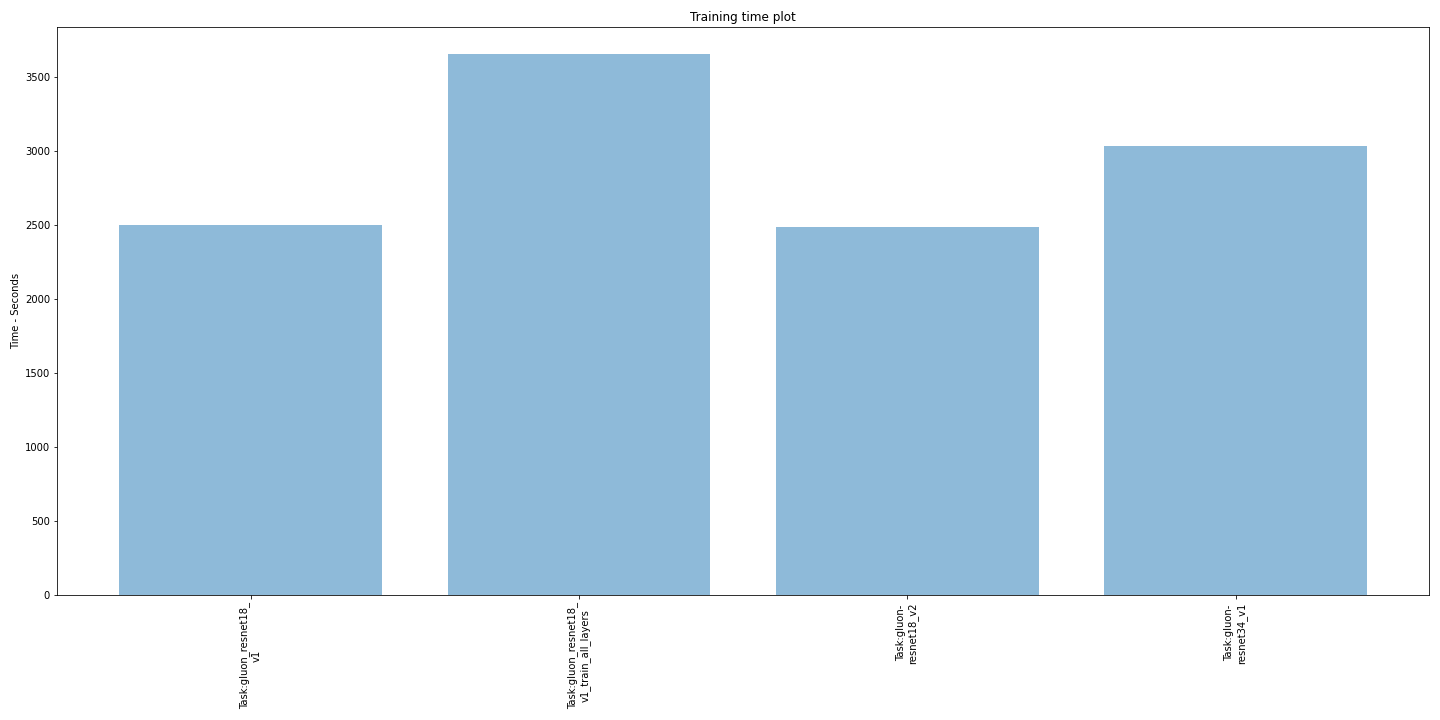 Training time plot
3500
3000
2500
2000
1500
1000
500
0
Time - Seconds
Task:gluon_resnet18_
v1
Task:gluon_resnet18_
v1_train_all_layers
Task:gluon-
resnet18_v2
Task:gluon-
resnet34_v1